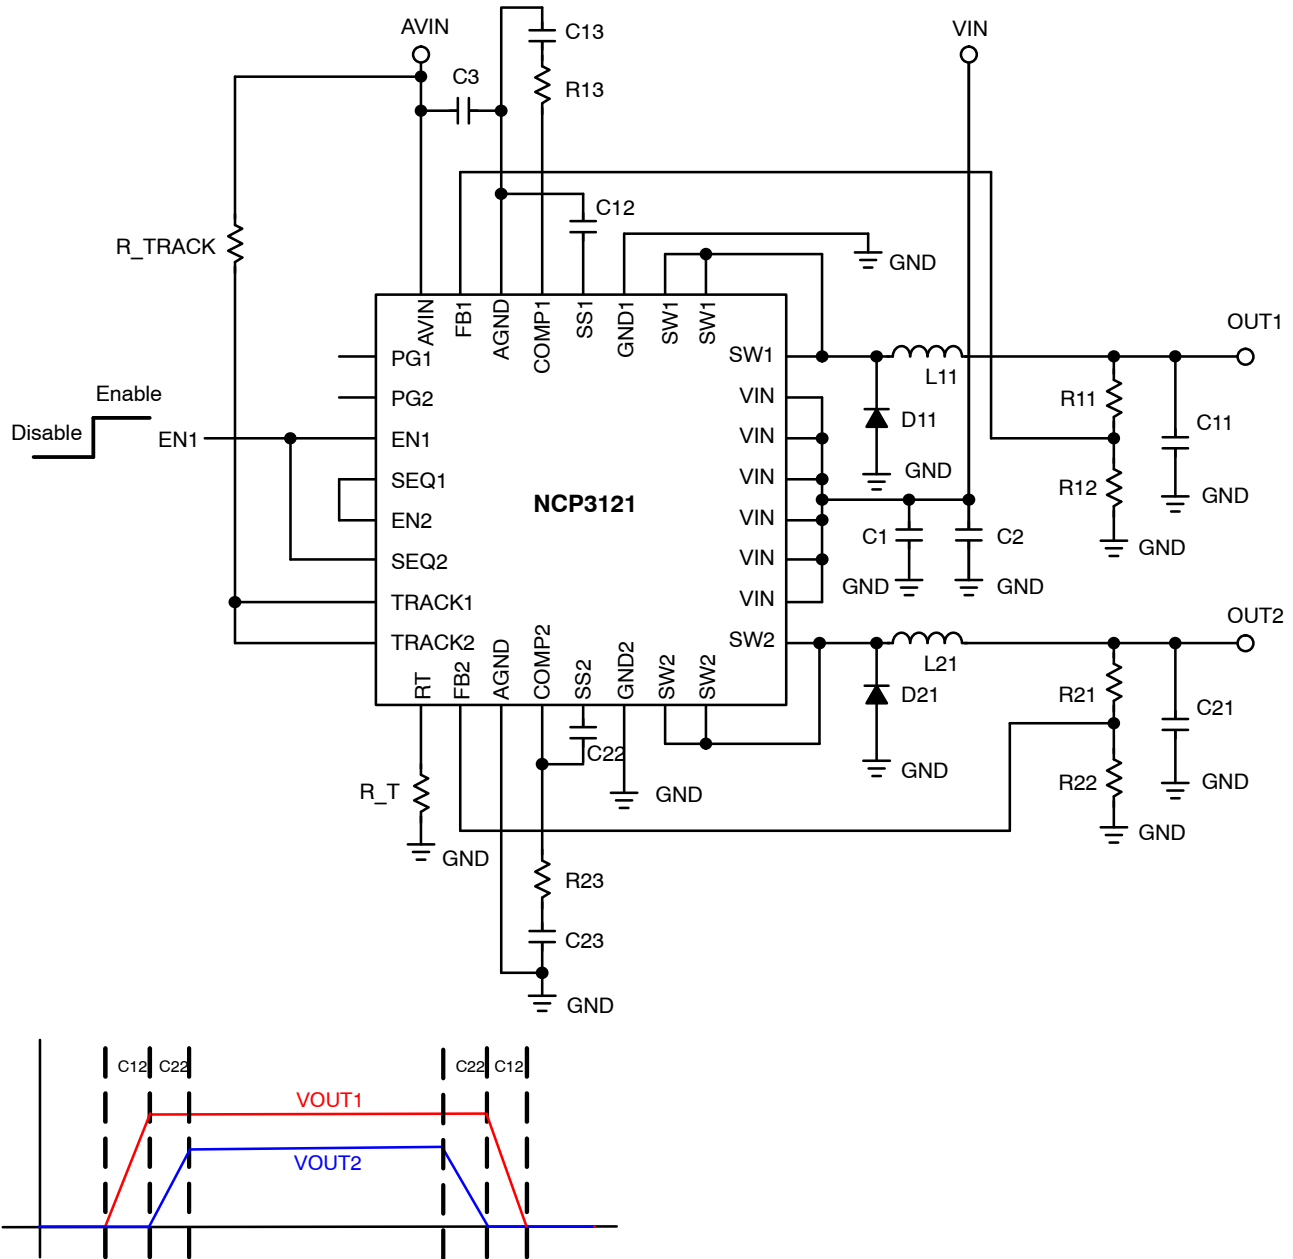 AVIN
VIN
C13
C3
R13
C12
R_TRACK
GND
AVIN
FB1
AGND
COMP1
SS1
GND1
SW1
SW1
OUT1
PG1
SW1
L11
Enable
PG2
VIN
R11
Disable
EN1
EN1
VIN
D11
C11
SEQ1
VIN
GND
R12
GND
NCP3121
EN2
VIN
C1
C2
GND
SEQ2
VIN
GND
GND
TRACK1
VIN
OUT2
TRACK2
SW2
L21
RT
FB2
AGND
COMP2
SS2
GND2
SW2
SW2
R21
D21
C21
C22
GND
R22
GND
R_T
GND
GND
GND
R23
C23
GND
C12
C22
C22
C12
VOUT1
VOUT2